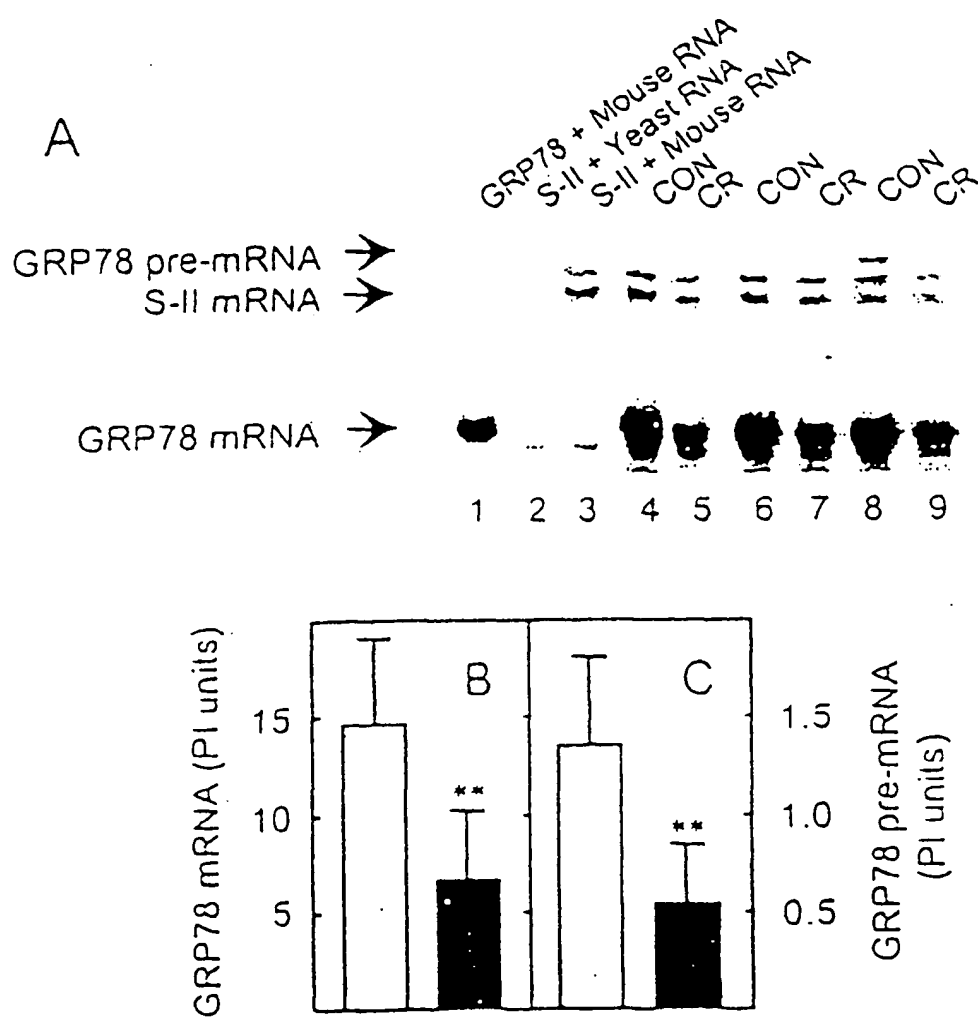 A
GRP78 + Mouse RNA
S-II + Yeast RNA
S-II + Mouse RNA
CON
CR
CON
CR
CON
CR
GRP78 pre-mRNA
S-II mRNA
GRP78 mRNA
1 2 3 4 5 6 7 8 9
GRP78 mRNA (PI units)
15
10
5
B
**
C
**
1.5
1.0
0.5
GRP78 pre-mRNA
(PI units)